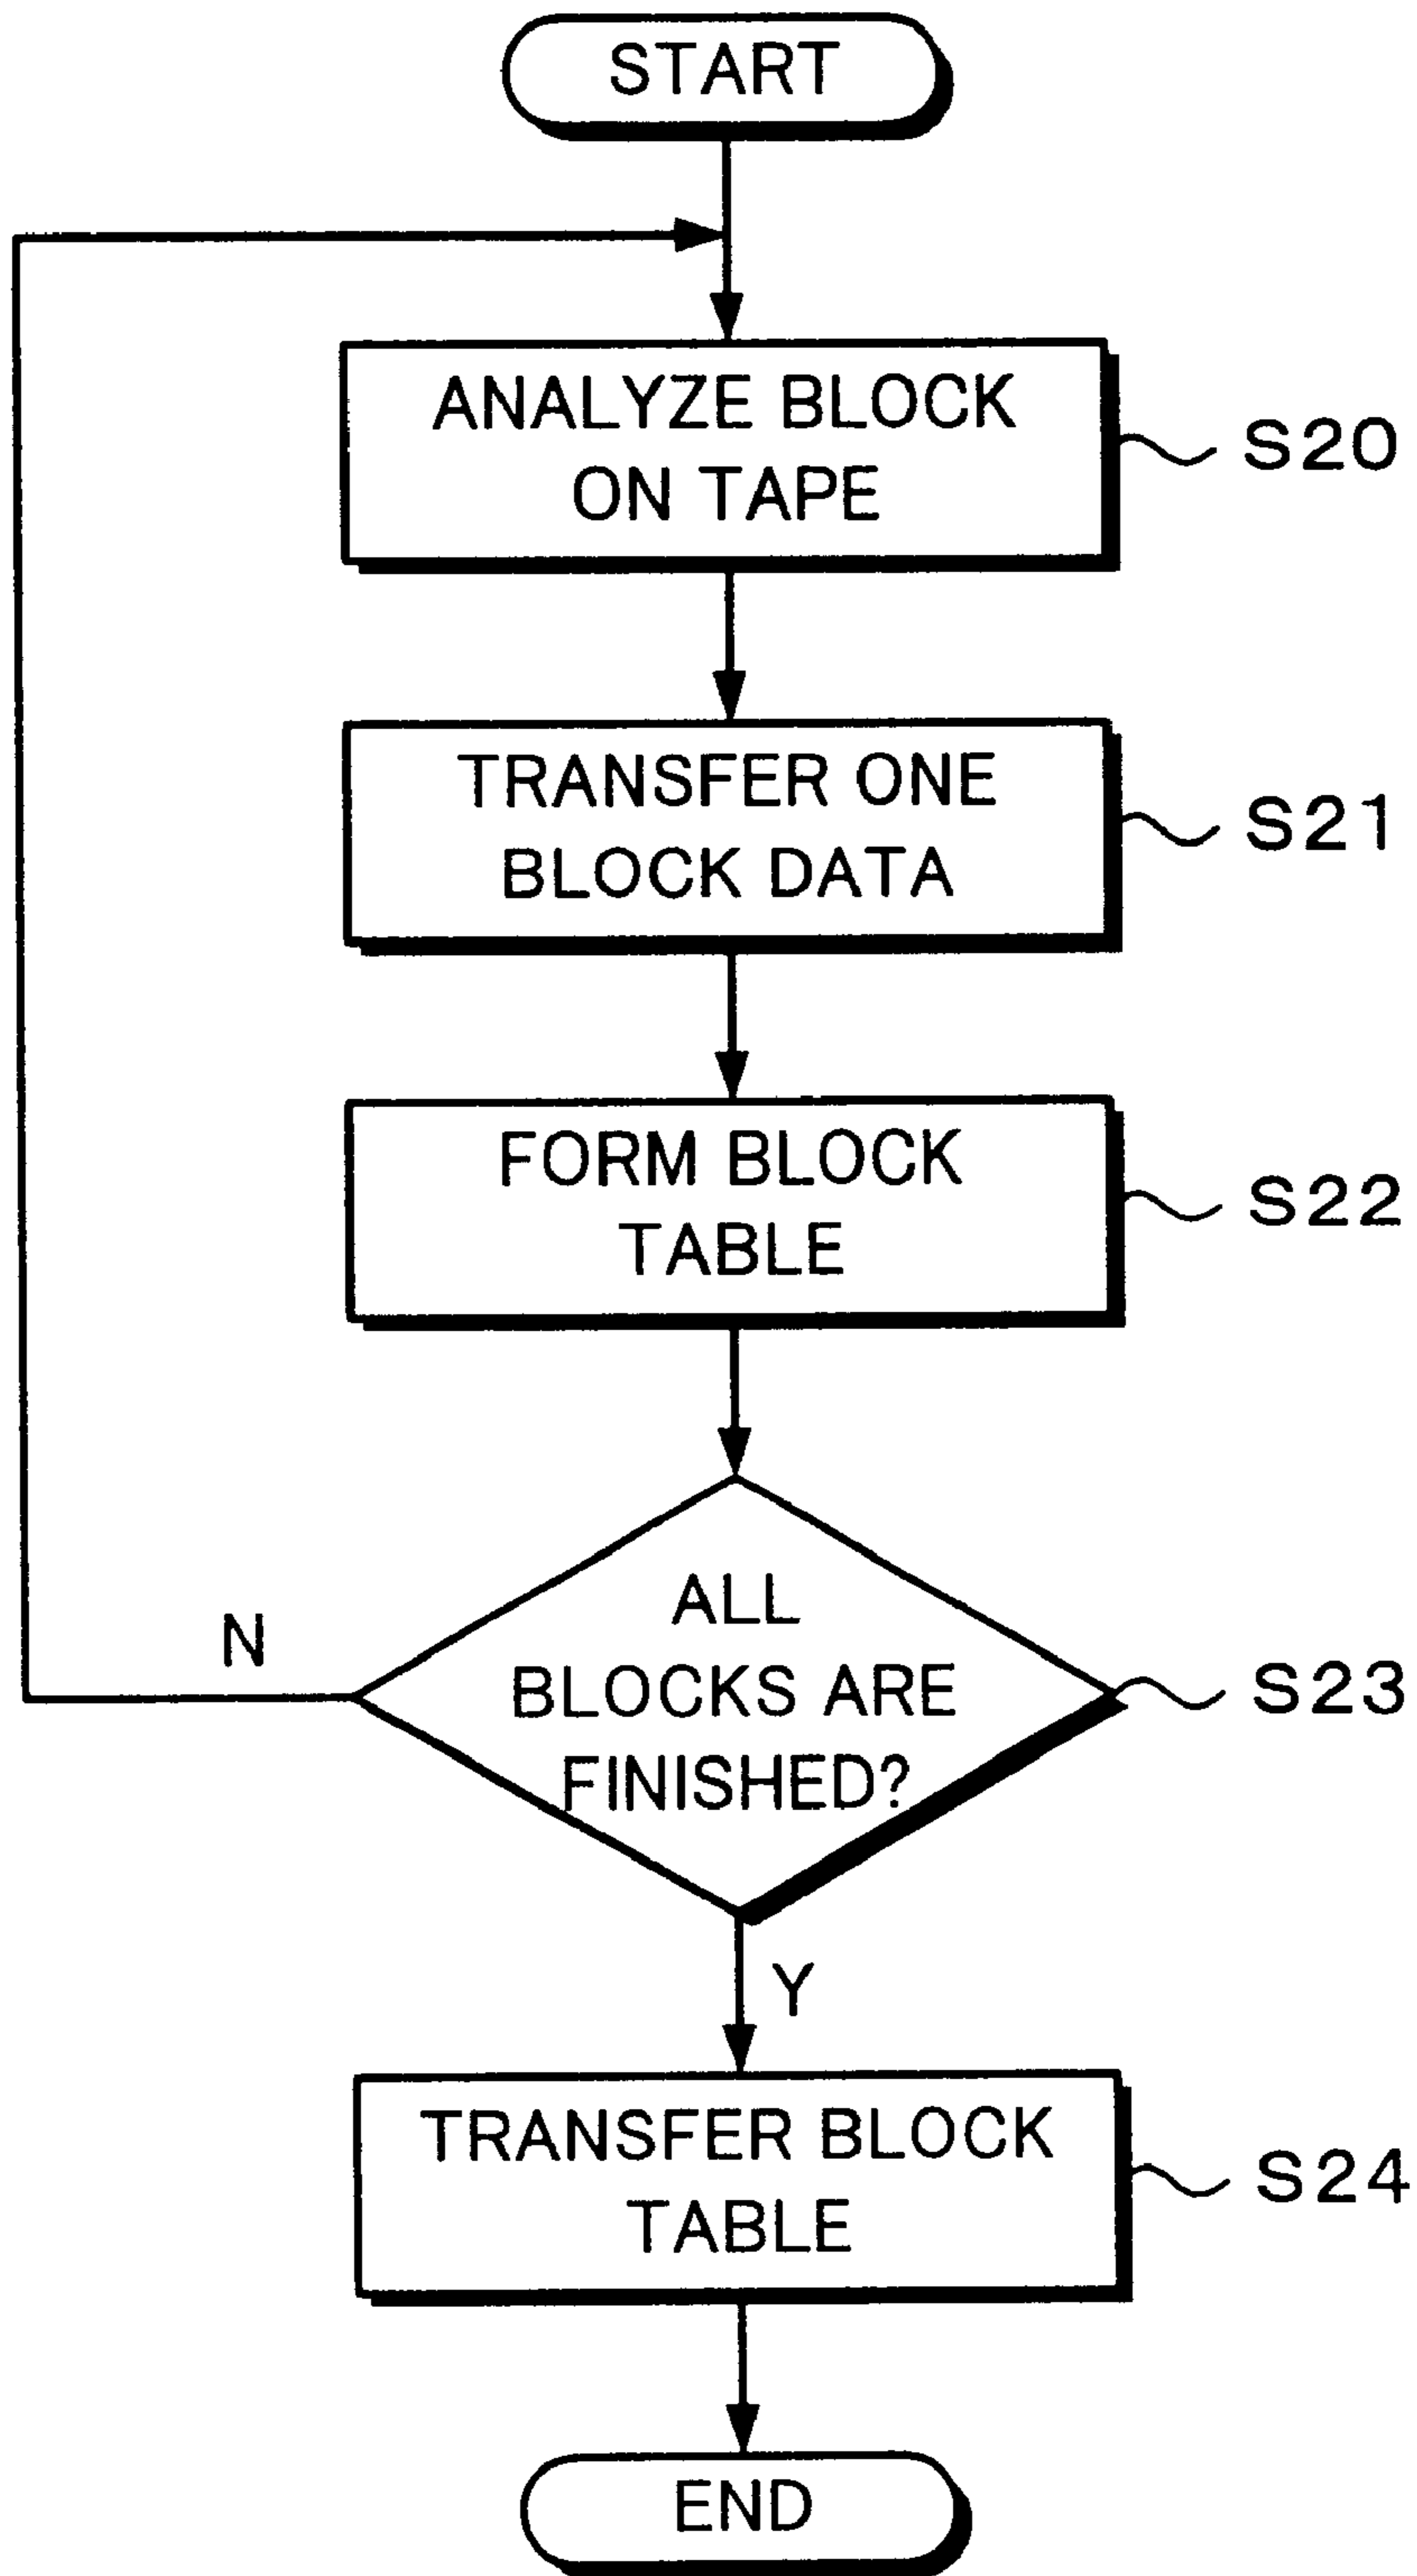 START
ANALYZE BLOCK
ON TAPE
S20
TRANSFER ONE
BLOCK DATA
S21
FORM BLOCK
TABLE
S22
ALL
BLOCKS ARE
FINISHED?
S23
N
Y
TRANSFER BLOCK
TABLE
S24
END